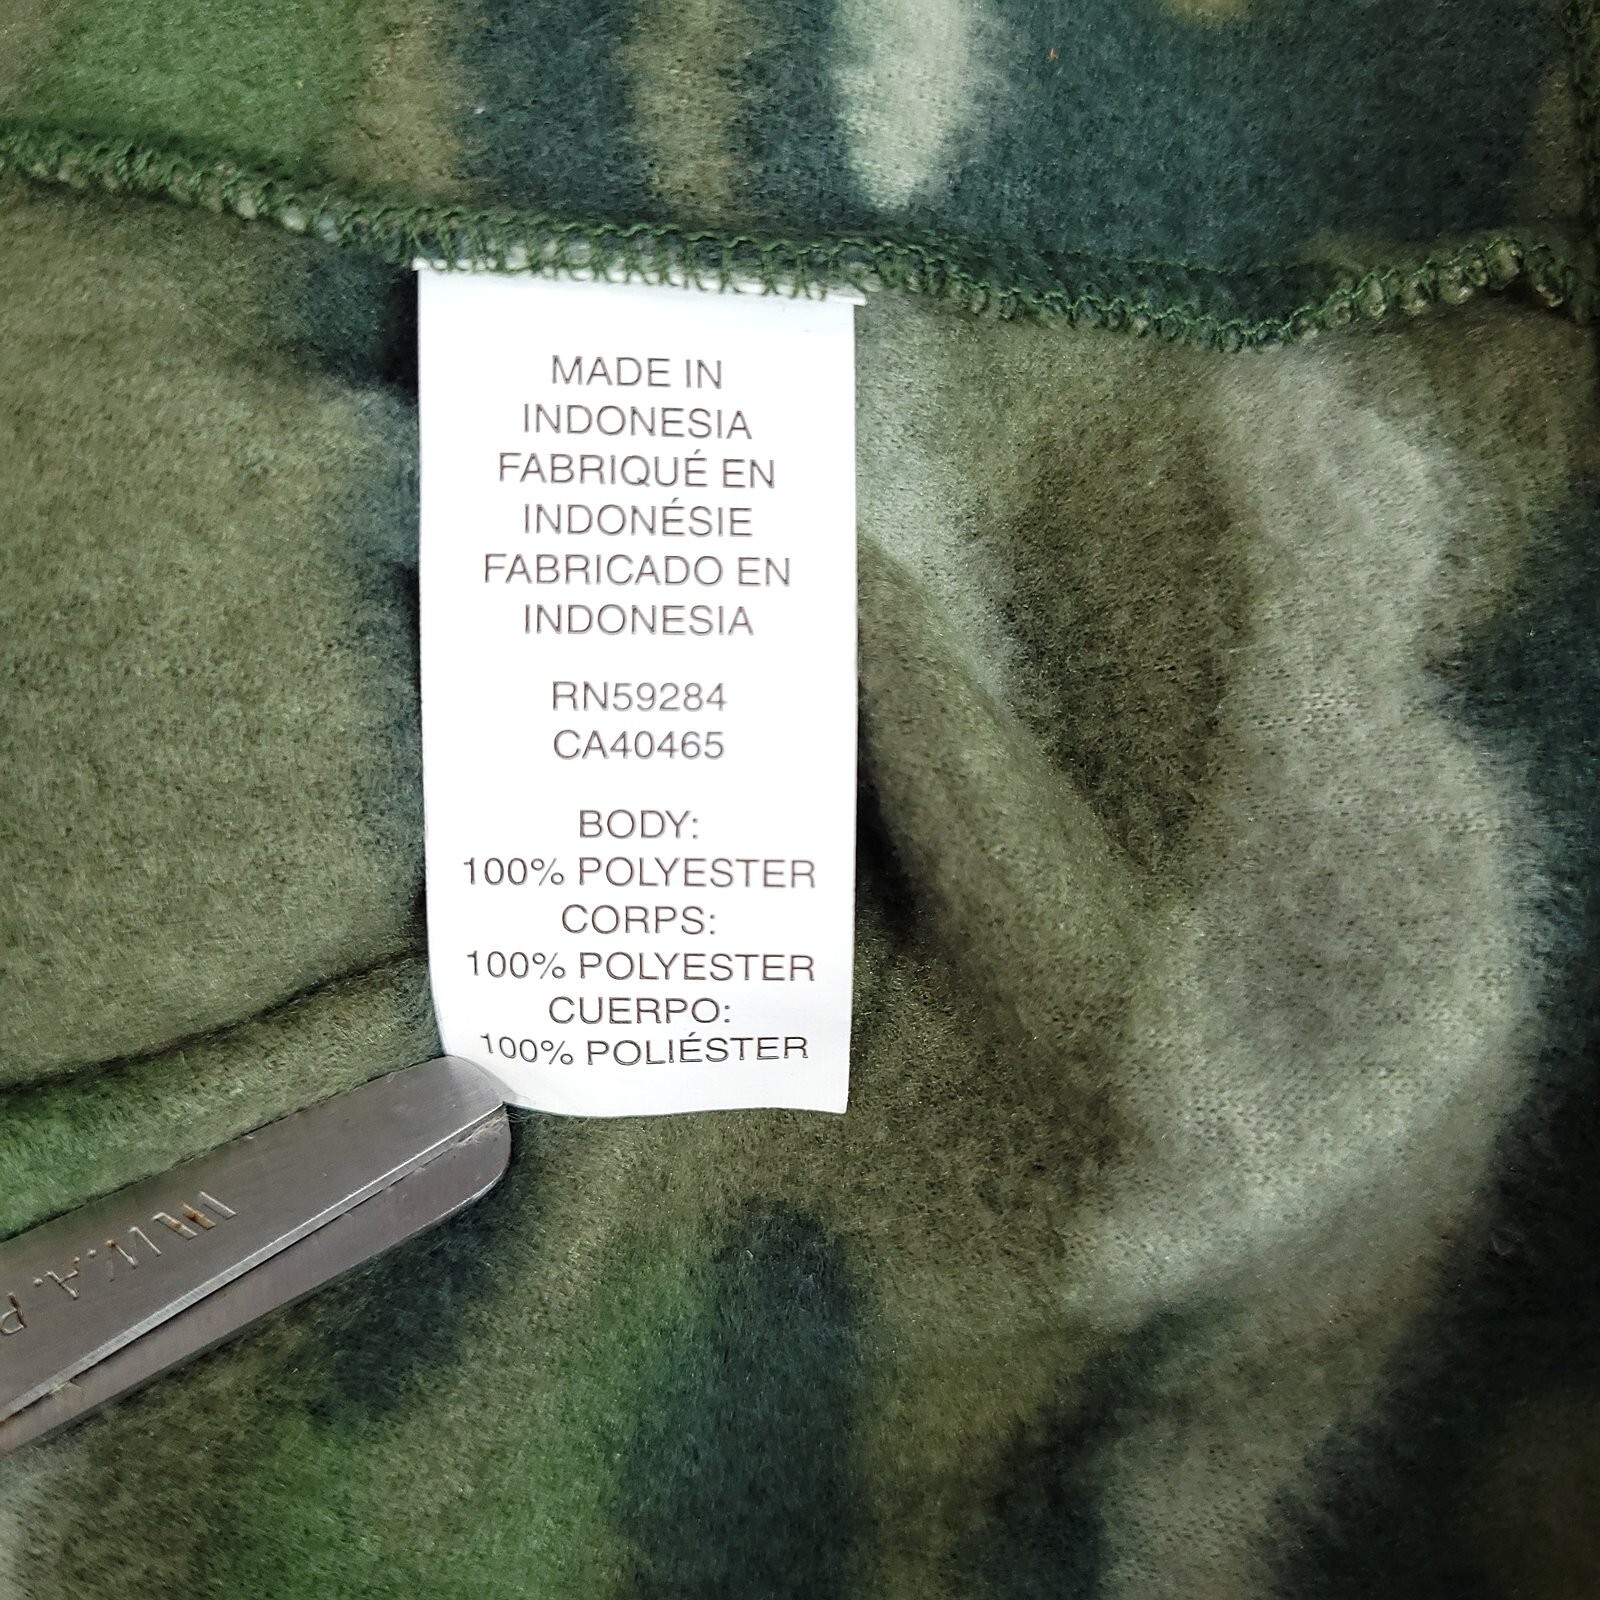 MADE IN
INDONESIA
FABRIQUÉ EN
INDONÉSIE
FABRICADO EN
INDONESIA
RN59284
CA40465
BODY:
100% POLYESTER
CORPS:
100% POLYESTER
CUERPO:
100% POLIÉSTER